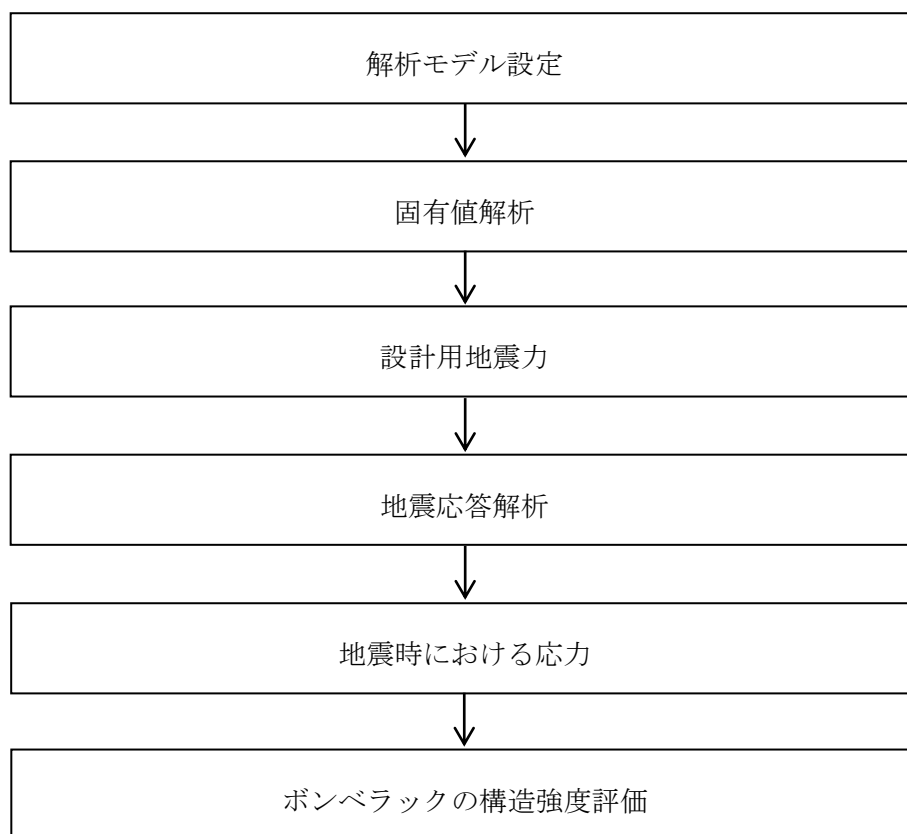 解析モデル設定
固有値解析
設計用地震力
地震応答解析
地震時における応力
ボンベラックの構造強度評価